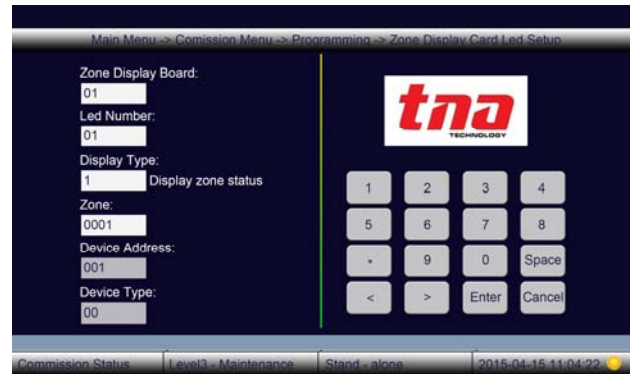 Main Menu -> Comission Menu -> Programming -> Zone Display Card Led Setup
Zone Display Board:
01
Led Number:
01
Display Type:
1 Display zone status
Zone:
0001
Device Address:
001
Device Type:
00
tna
TECHNOLOGY
1 2 3 4
5 6 7 8
* 9 0 Space
< > Enter Cancel
Commission Status Level3 - Maintenance Stand - alone 2015-04-15 11:04:22